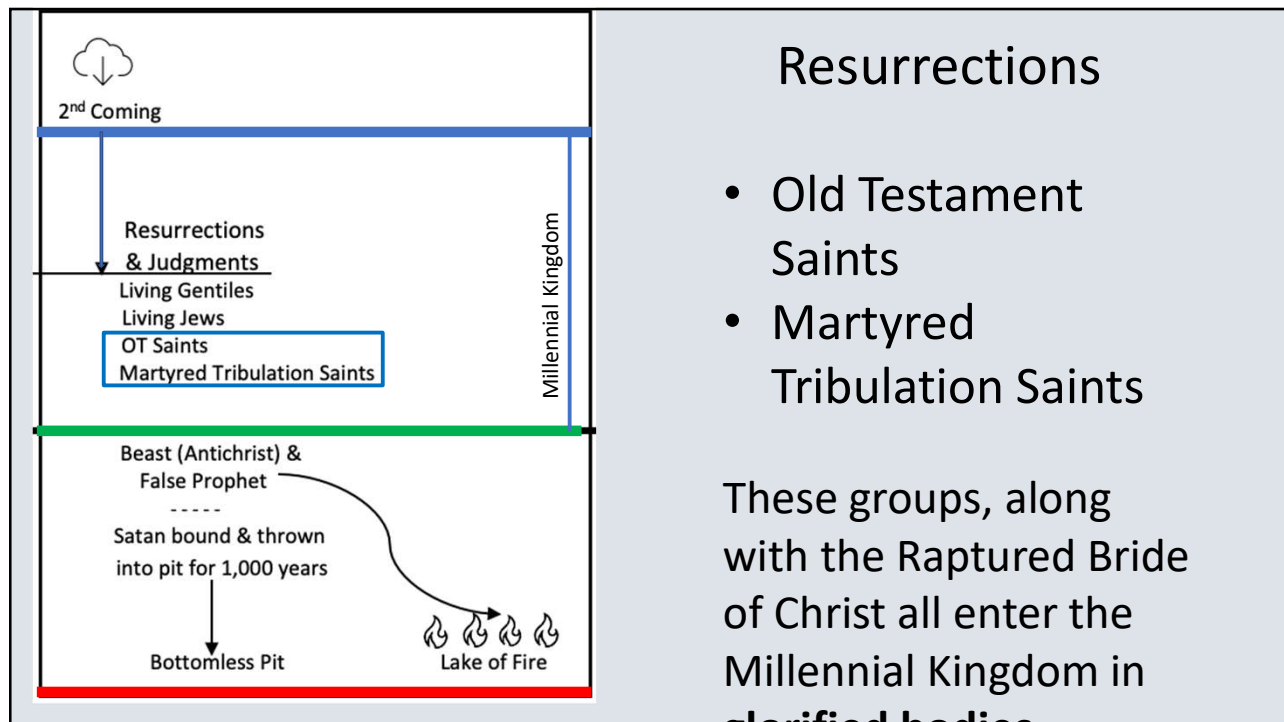 2nd Coming
Resurrections
& Judgments
Living Gentiles
Living Jews
OT Saints
Martyred Tribulation Saints
Millennial Kingdom
Beast (Antichrist) &
False Prophet
- - - - -
Satan bound & thrown
into pit for 1,000 years
Bottomless Pit
Lake of Fire
Resurrections
• Old Testament
Saints
• Martyred
Tribulation Saints
These groups, along
with the Raptured Bride
of Christ all enter the
Millennial Kingdom in
glorified bodies